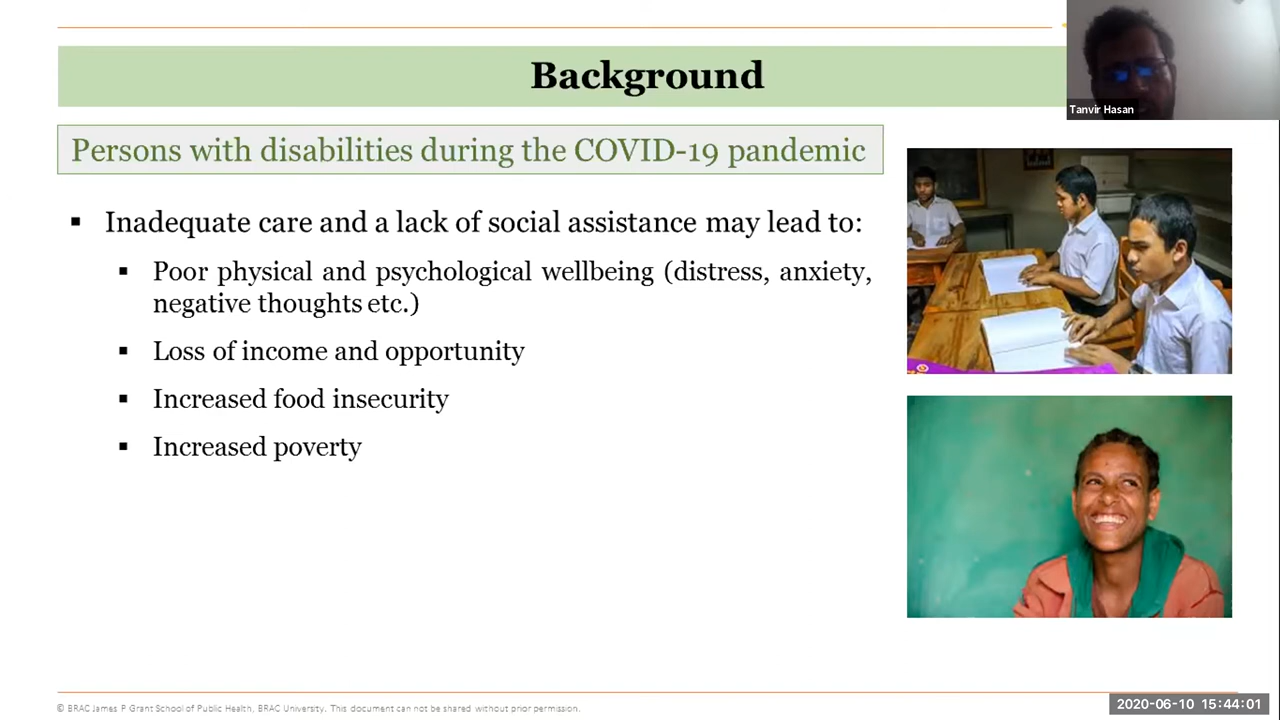 Background
Tanvir Hasan
Persons with disabilities during the COVID-19 pandemic
▪ Inadequate care and a lack of social assistance may lead to:
▪ Poor physical and psychological wellbeing (distress, anxiety,
negative thoughts etc.)
▪ Loss of income and opportunity
▪ Increased food insecurity
▪ Increased poverty
© BRAC James P Grant School of Public Health, BRAC University. This document can not be shared without prior permission.
2020-06-10 15:44:01